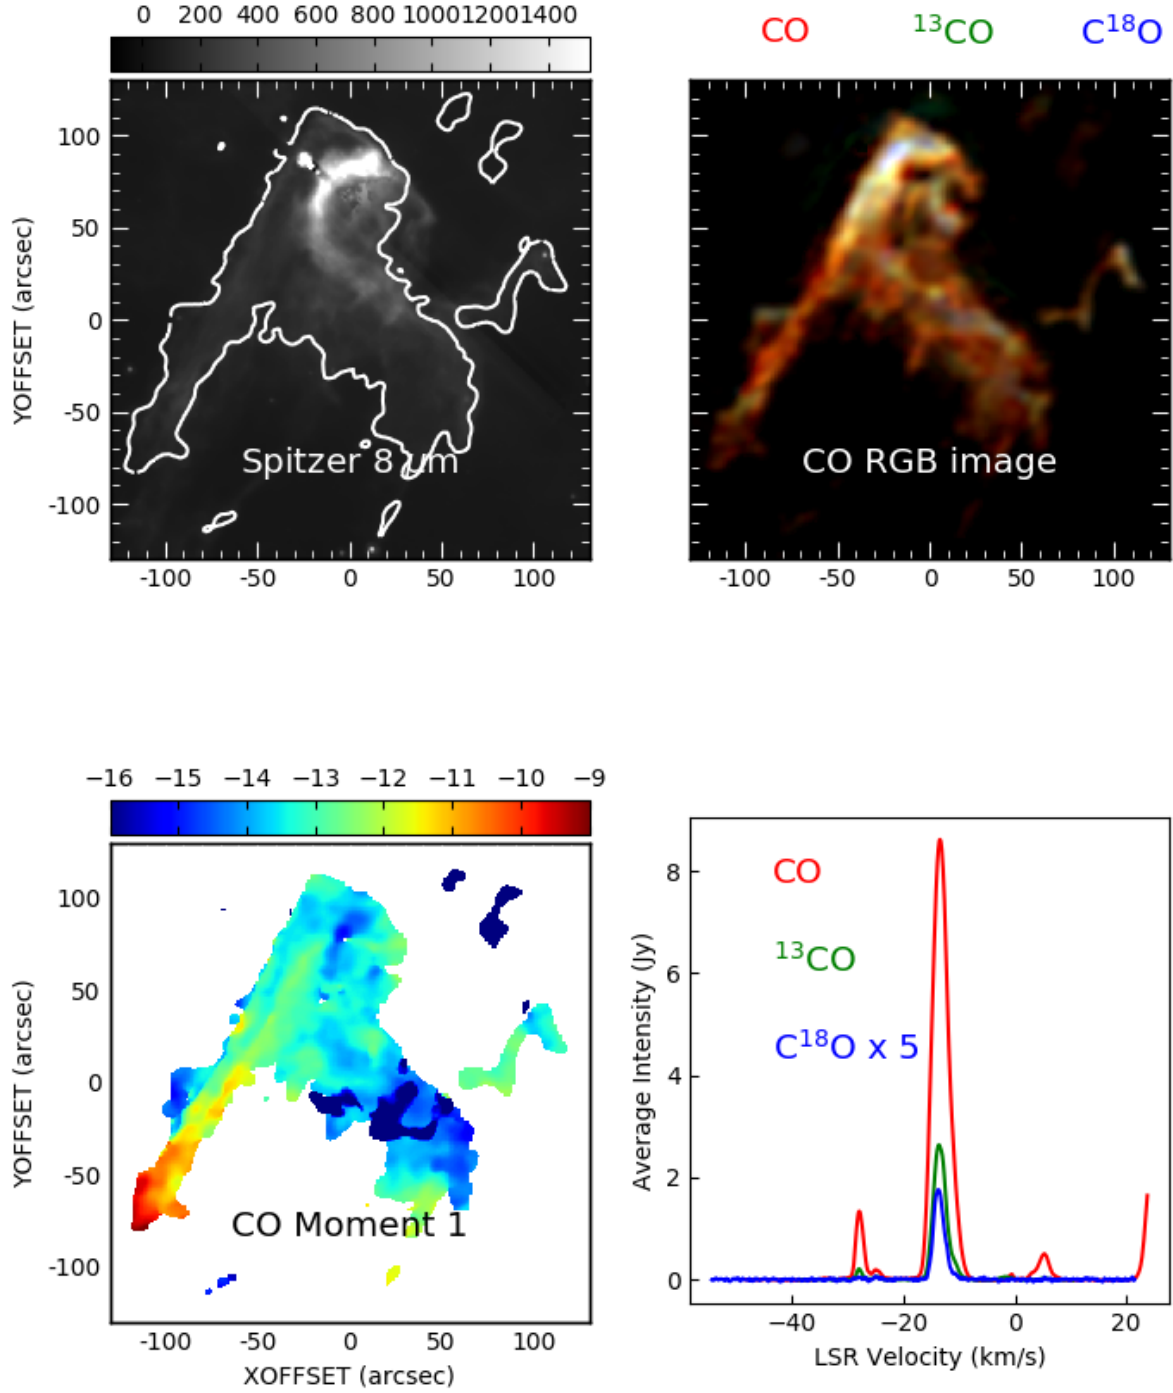 0 200 400 600 800 1000 1200 1400
CO ¹³CO C¹⁸O
YOFFSET (arcsec)
100
50
0
-50
-100
Spitzer 8 um
-100 -50 0 50 100
CO RGB image
-100 -50 0 50 100
−16 −15 −14 −13 −12 −11 −10 −9
YOFFSET (arcsec)
100
50
0
-50
-100
CO Moment 1
-100 -50 0 50 100
XOFFSET (arcsec)
Average Intensity (Jy)
8
6
4
2
0
CO
¹³CO
C¹⁸O x 5
−40 −20 0 20
LSR Velocity (km/s)